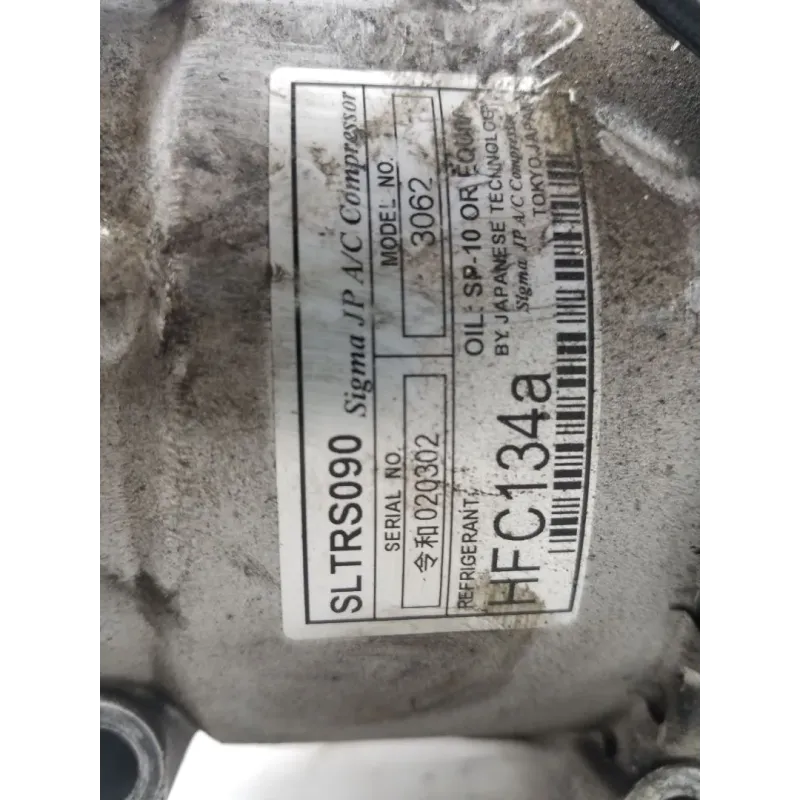 SLTRS090 Sigma JP A/C Compressor
SERIAL NO.
令和020302
MODEL NO.
3062
REFRIGERANT
HFC134a
OIL: SP-10 OR
BY JAPANESE TECHNOLOGY
Sigma JP A/C Compressor
TOKYO,JAPAN